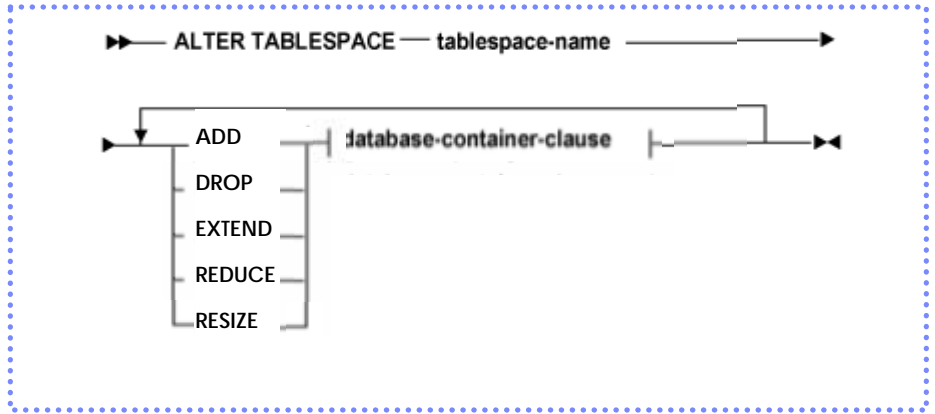 ALTER TABLESPACE tablespace-name
ADD database-container-clause
DROP
EXTEND
REDUCE
RESIZE